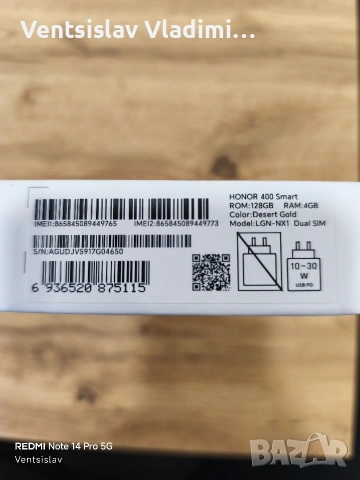 Ventsislav Vladimi...
HONOR 400 Smart
ROM:128GB RAM:4GB
Color:Desert Gold
Model:LGN-NX1 Dual SIM
IMEI1:865845089449765 IMEI2:865845089449773
S/N:AGUDJV5917G04650
6 936520 875115
10-30
W
USB PD
REDMI Note 14 Pro 5G
Ventsislav
BAZAR